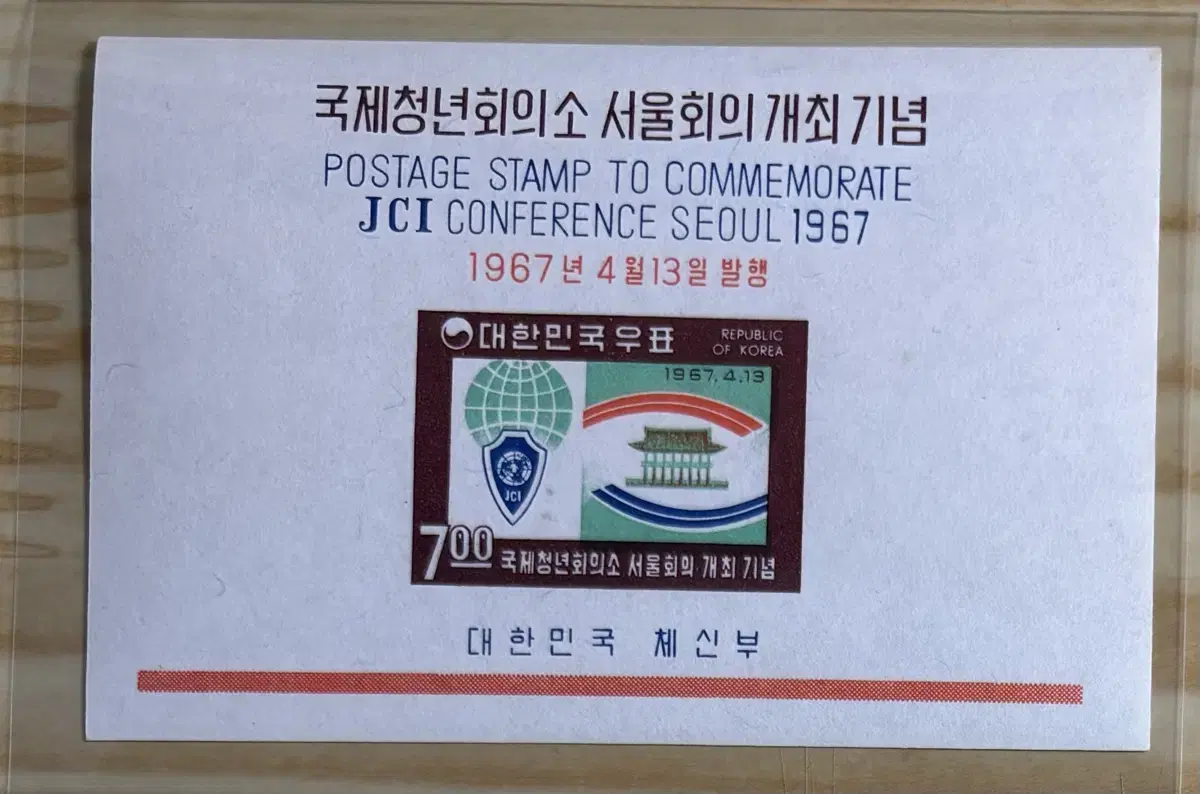 국제청년회의소 서울회의 개최 기념
POSTAGE STAMP TO COMMEMORATE
JCI CONFERENCE SEOUL 1967
1967년 4월 13일 발행
대한민국우표
REPUBLIC
OF KOREA
1967.4.13
JCI
7 00
국제청년회의소 서울회의 개최 기념
대한민국 체신부